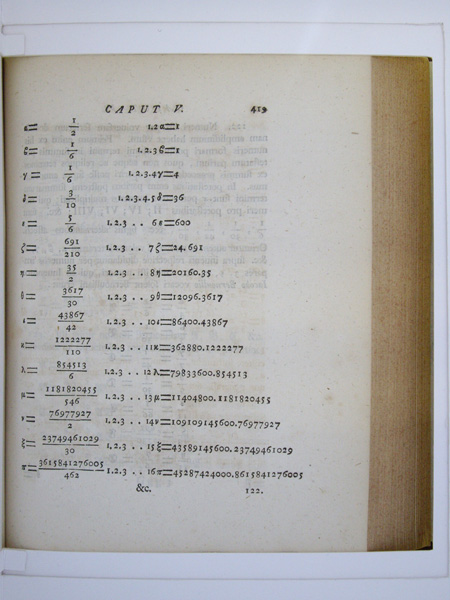 CAPUT V. 419
α= 1/2 1.2α=1
ϐ= 1/6 1.2.3ϐ=1
γ= 1/6 1.2.3.4γ=4
δ= 3/10 1.2.3.4.5δ=36
ε= 5/6 1.2.3 . . 6ε=600
ζ= 691/210 1.2.3 . . 7ζ=24.691
η= 35/2 1.2.3 . . 8η=20160.35
θ= 3617/30 1.2.3 . . 9θ=12096.3617
ι= 43867/42 1.2.3 . . 10ι=86400.43867
κ= 1222277/110 1.2.3 . . 11κ=362880.1222277
λ= 854513/6 1.2.3 . . 12λ=79833600.854513
μ= 1181820455/546 1.2.3 . . 13μ=11404800.1181820455
ν= 76977927/2 1.2.3 . . 14ν=1091091456​00.76977927
ξ= 23749461029/30 1.2.3 . . 15ξ=43589145600.23749461029
π= 3615841276005/462 1.2.3 . . 16π=45287424000.8615841276005
&c. 122.